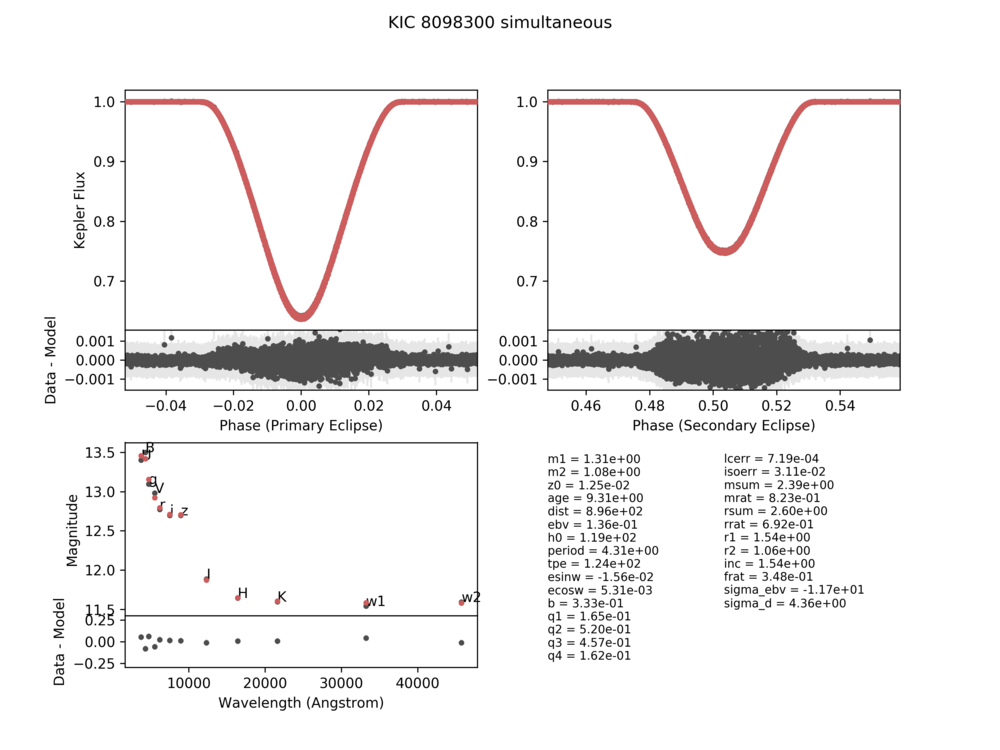 KIC 8098300 simultaneous
1.0
0.9
0.8
0.7
Kepler Flux
0.001
0.000
−0.001
Data - Model
−0.04 −0.02 0.00 0.02 0.04
Phase (Primary Eclipse)
1.0
0.9
0.8
0.7
0.001
0.000
−0.001
0.46 0.48 0.50 0.52 0.54
Phase (Secondary Eclipse)
13.5
13.0
12.5
12.0
11.5
Magnitude
B
g
V
r i z
J
H
K
w1
w2
0.25
0.00
−0.25
Data - Model
10000 20000 30000 40000
Wavelength (Angstrom)
m1 = 1.31e+00
m2 = 1.08e+00
z0 = 1.25e-02
age = 9.31e+00
dist = 8.96e+02
ebv = 1.36e-01
h0 = 1.19e+02
period = 4.31e+00
tpe = 1.24e+02
esinw = -1.56e-02
ecosw = 5.31e-03
b = 3.33e-01
q1 = 1.65e-01
q2 = 5.20e-01
q3 = 4.57e-01
q4 = 1.62e-01
lcerr = 7.19e-04
isoerr = 3.11e-02
msum = 2.39e+00
mrat = 8.23e-01
rsum = 2.60e+00
rrat = 6.92e-01
r1 = 1.54e+00
r2 = 1.06e+00
inc = 1.54e+00
frat = 3.48e-01
sigma_ebv = -1.17e+01
sigma_d = 4.36e+00